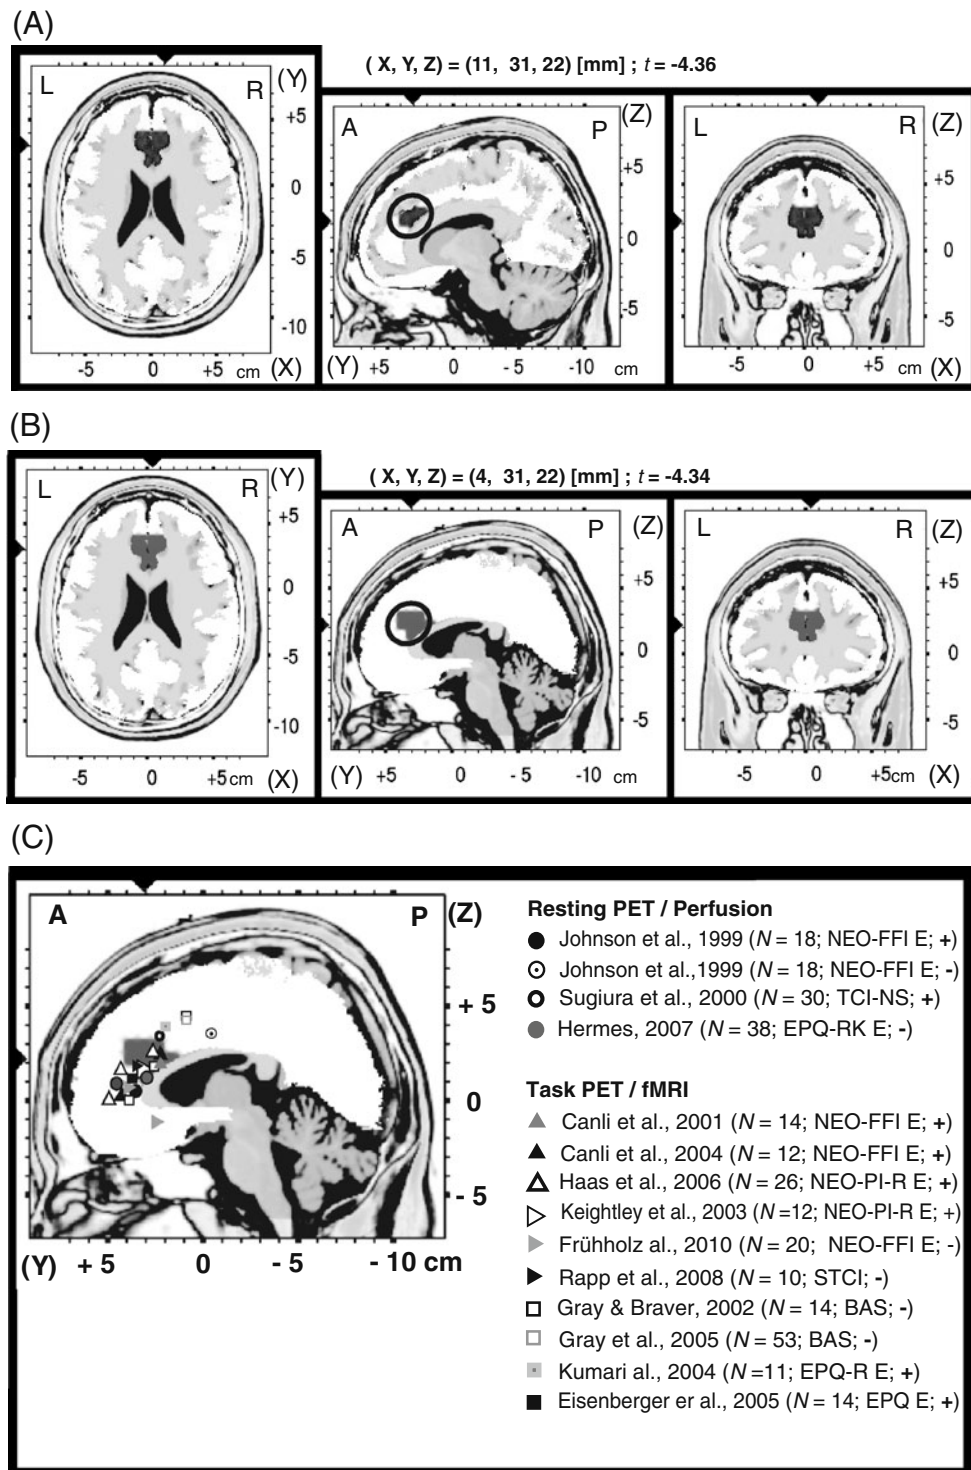 (A)
( X, Y, Z) = (11, 31, 22) [mm] ; t = -4.36
L R (Y)
+5
0
-5
-10
-5 0 +5 cm (X)
A P (Z)
+5
0
-5
(Y) +5 0 - 5 -10 cm
L R (Z)
+5
0
-5
-5 0 +5 cm (X)
(B)
( X, Y, Z) = (4, 31, 22) [mm] ; t = -4.34
L R (Y)
+5
0
-5
-10
-5 0 +5 cm (X)
A P (Z)
+5
0
-5
(Y) +5 0 - 5 -10 cm
L R (Z)
+5
0
-5
-5 0 +5cm (X)
(C)
A P (Z)
+ 5
0
- 5
(Y) + 5 0 - 5 - 10 cm
Resting PET / Perfusion
Johnson et al., 1999 (N = 18; NEO-FFI E; +)
Johnson et al.,1999 (N = 18; NEO-FFI E; -)
Sugiura et al., 2000 (N = 30; TCI-NS; +)
Hermes, 2007 (N = 38; EPQ-RK E; -)
Task PET / fMRI
Canli et al., 2001 (N = 14; NEO-FFI E; +)
Canli et al., 2004 (N = 12; NEO-FFI E; +)
Haas et al., 2006 (N = 26; NEO-PI-R E; +)
Keightley et al., 2003 (N =12; NEO-PI-R E; +)
Frühholz al., 2010 (N = 20; NEO-FFI E; -)
Rapp et al., 2008 (N = 10; STCI; -)
Gray & Braver, 2002 (N = 14; BAS; -)
Gray et al., 2005 (N = 53; BAS; -)
Kumari al., 2004 (N =11; EPQ-R E; +)
Eisenberger er al., 2005 (N = 14; EPQ E; +)